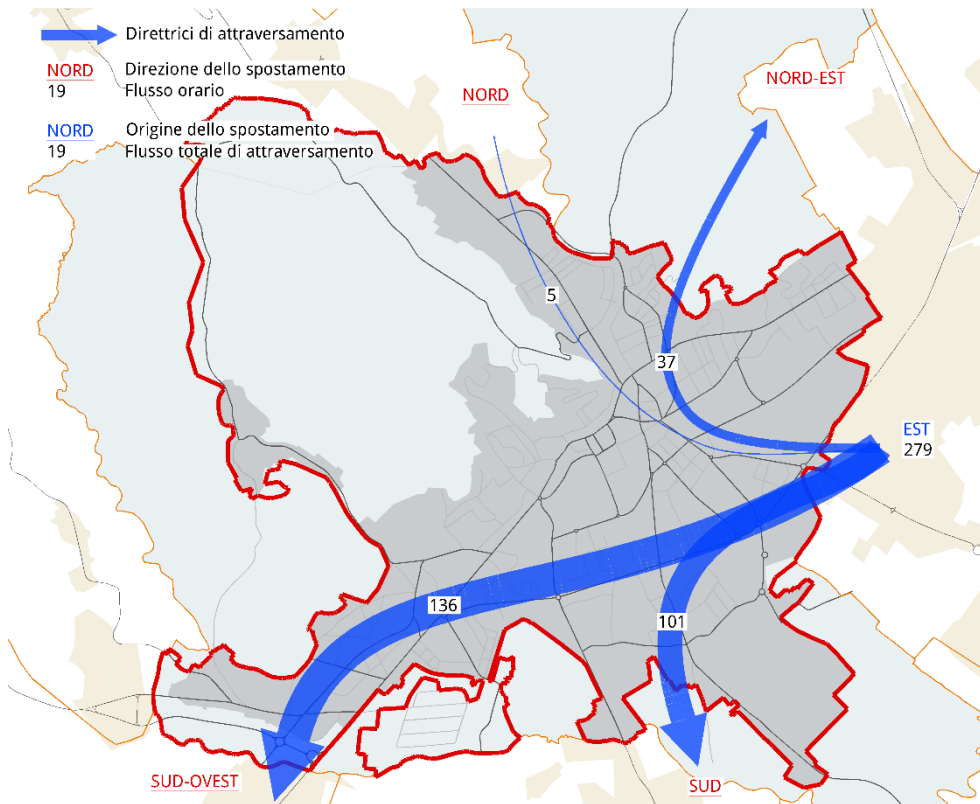 Direttrici di attraversamento
NORD
Direzione dello spostamento
19
Flusso orario
NORD
Origine dello spostamento
19
Flusso totale di attraversamento
NORD
NORD-EST
5
37
EST
279
136
101
SUD-OVEST
SUD